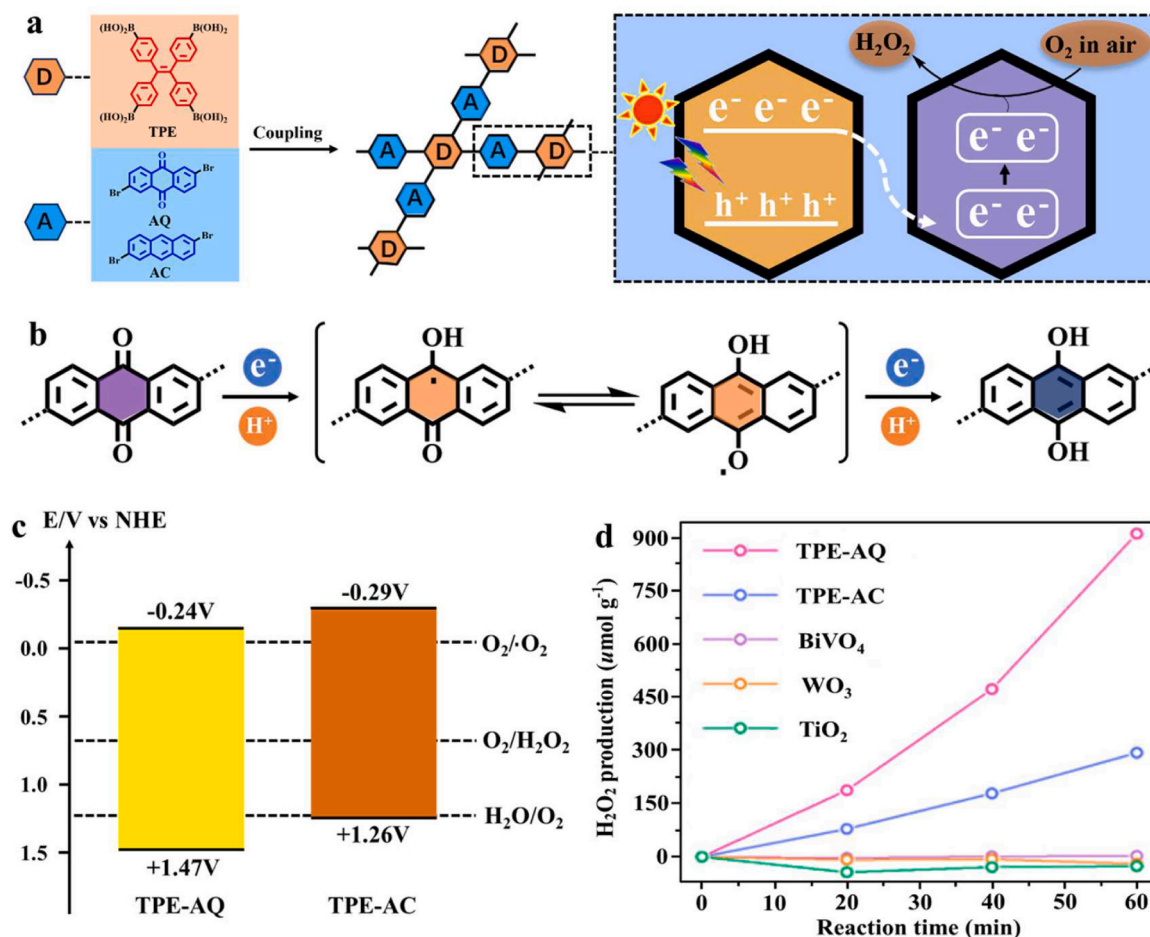 a
(HO)₂B B(OH)₂
D
(HO)₂B B(OH)₂
TPE
Coupling
O O
Br Br
A
AQ
Br Br
AC
D
A
A D A D
A
D
H₂O₂ O₂ in air
e⁻ e⁻ e⁻
e⁻ e⁻
h⁺ h⁺ h⁺
e⁻ e⁻
b
O OH OH OH
e⁻ e⁻
H⁺ H⁺
O O ·O OH
c E/V vs NHE
-0.5
0.0
0.5
1.0
1.5
-0.24V
-0.29V
O₂/·O₂
O₂/H₂O₂
H₂O/O₂
+1.47V
+1.26V
TPE-AQ TPE-AC
d
H₂O₂ production (umol g⁻¹)
900
750
600
450
300
150
0
TPE-AQ
TPE-AC
BiVO₄
WO₃
TiO₂
0 10 20 30 40 50 60
Reaction time (min)